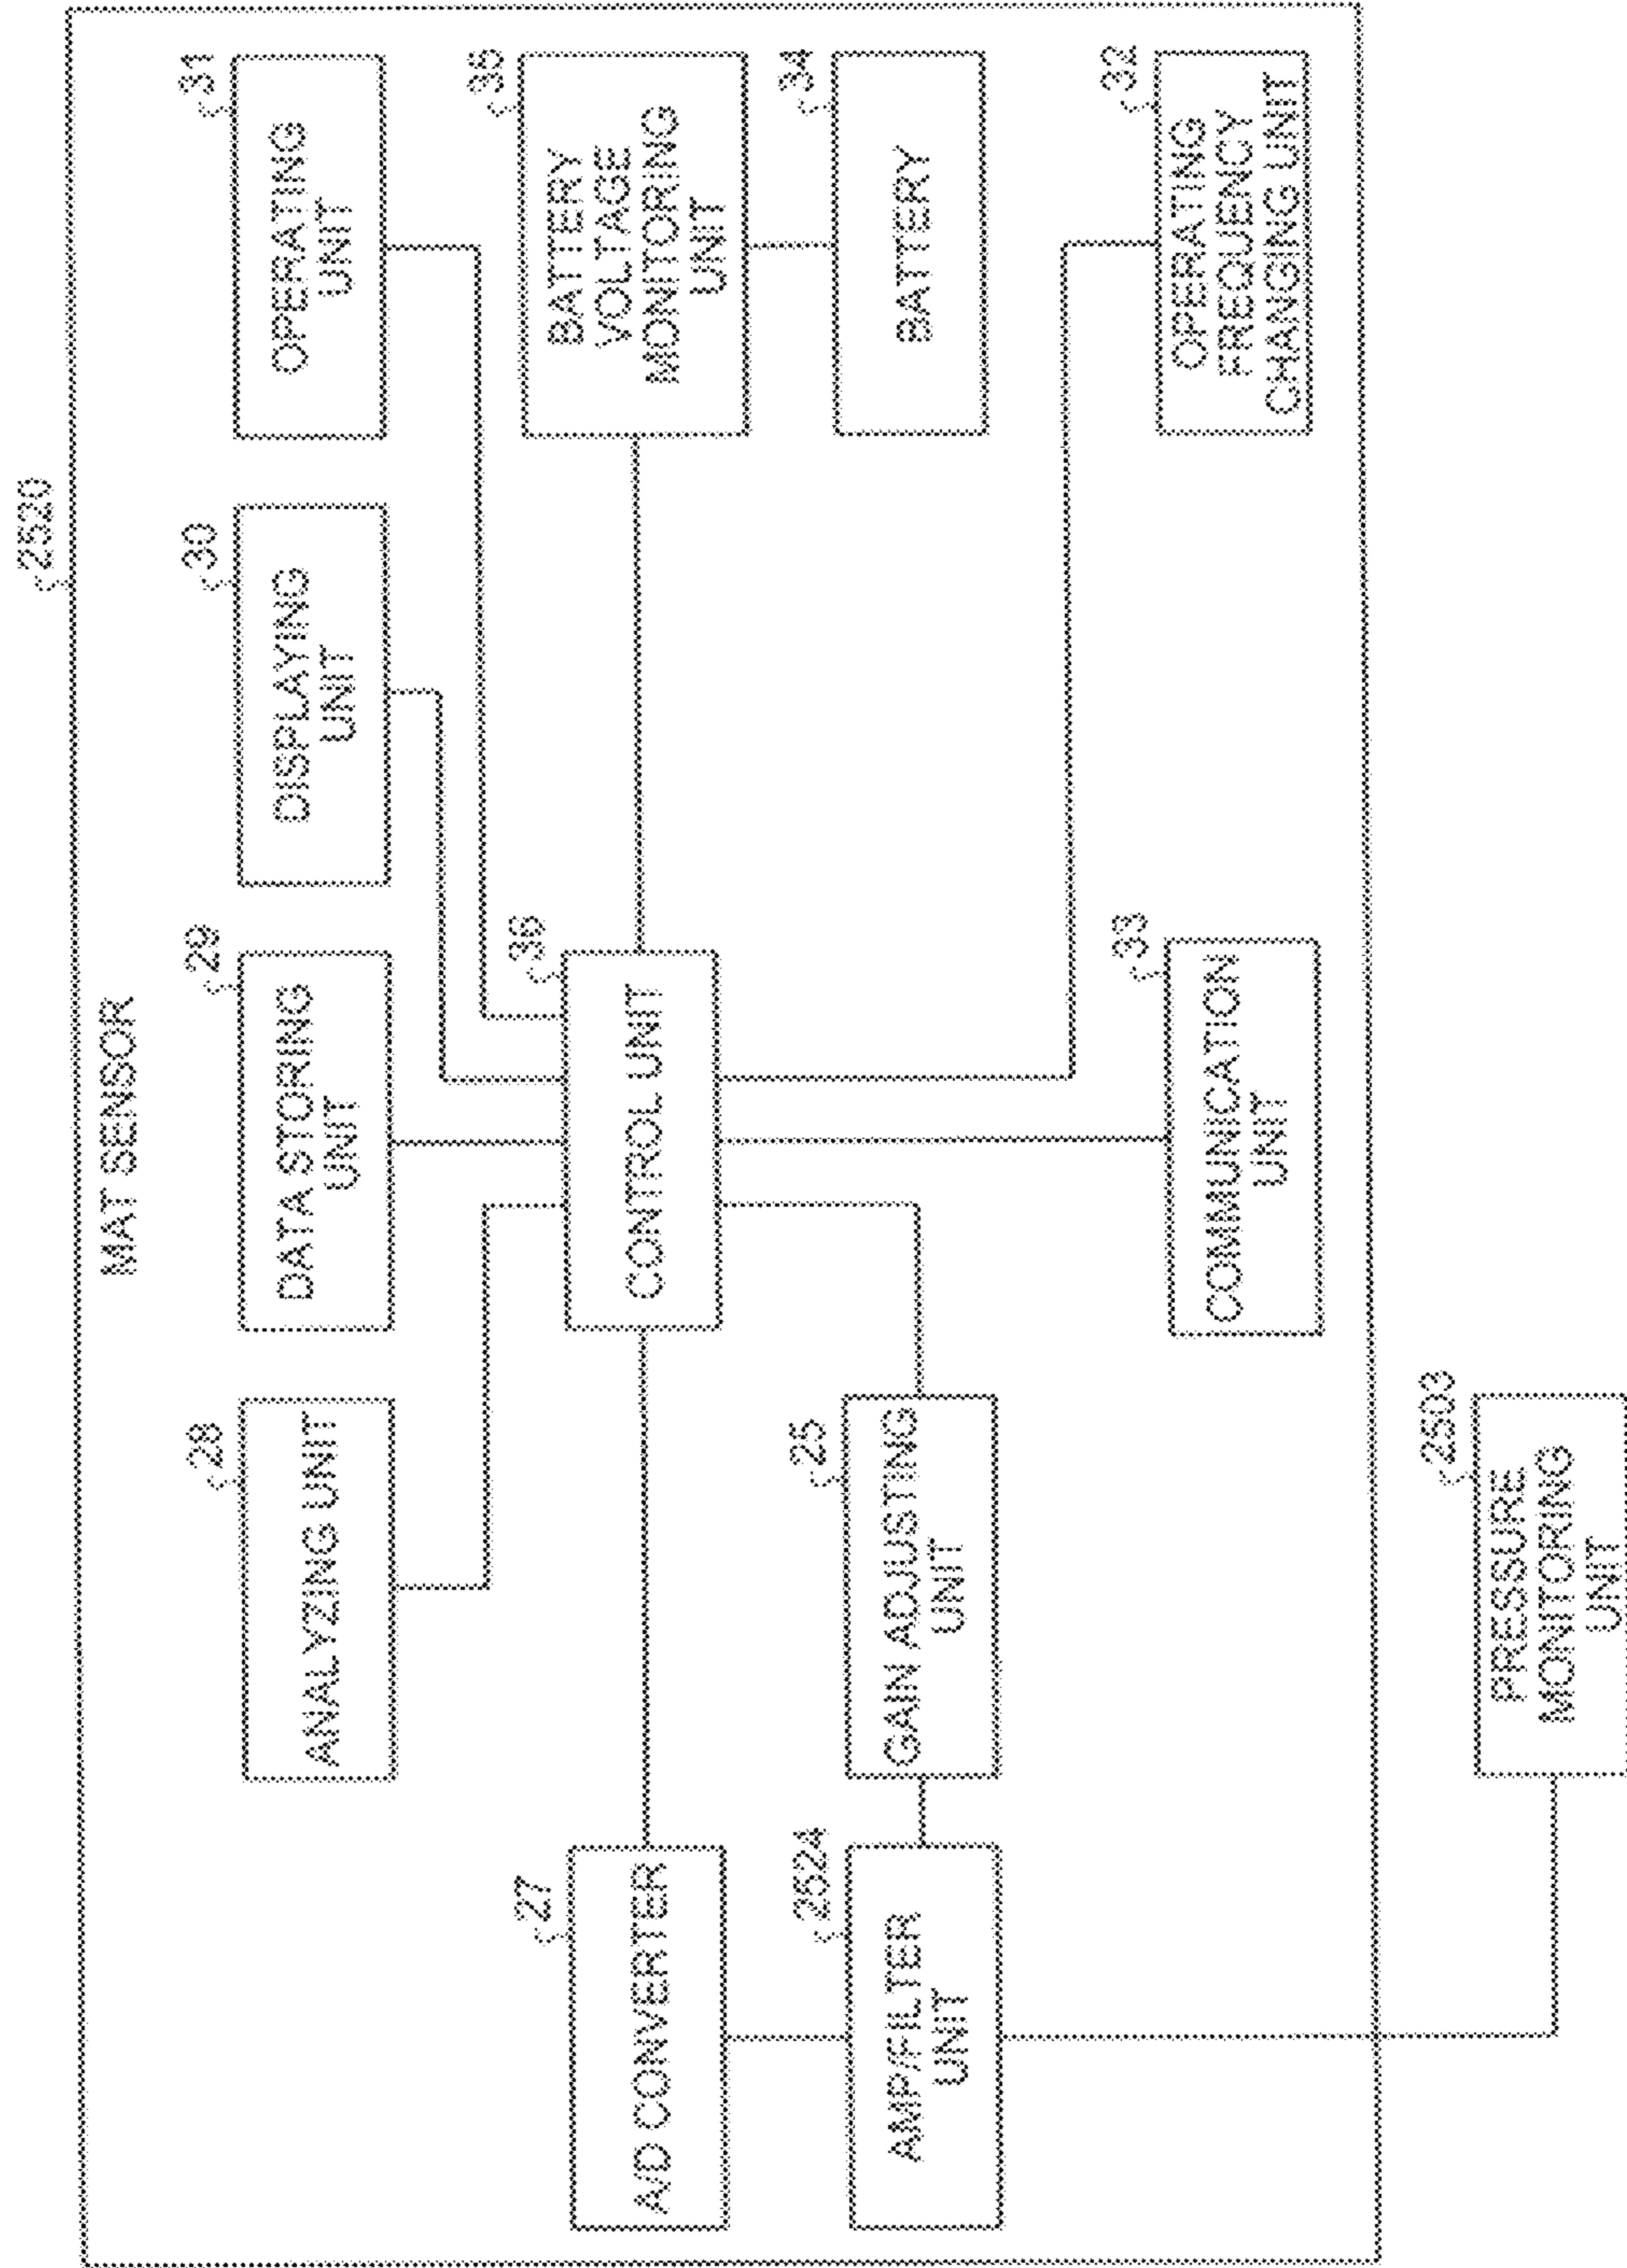 2520
MAT SENSOR
28
ANALYZING UNIT
29
DATA STORING
UNIT
30
DISPLAYING
UNIT
31
OPERATING
UNIT
27
A/D CONVERTER
36
CONTROL UNIT
35
BATTERY
VOLTAGE
MONITORING
UNIT
2524
AMP/FILTER
UNIT
25
GAIN ADJUSTING
UNIT
34
BATTERY
33
COMMUNICATION
UNIT
32
OPERATING
FREQUENCY
CHANGING UNIT
2503
PRESSURE
MONITORING
UNIT